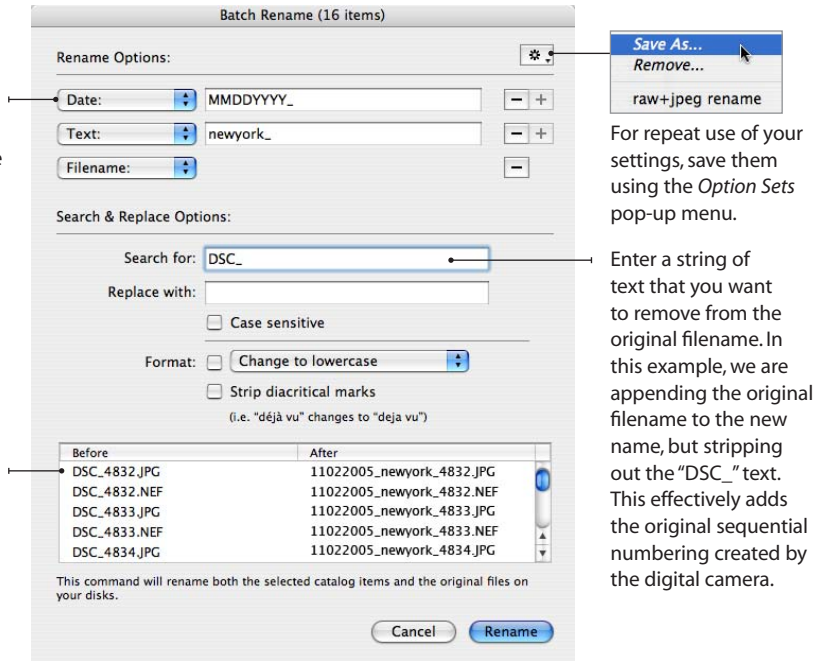 Batch Rename (16 items)
Rename Options:
Date:
MMDDYYYY_
Text:
newyork_
Filename:
Search & Replace Options:
Search for: DSC_
Replace with:
Case sensitive
Format: Change to lowercase
Strip diacritical marks
(i.e. "déjà vu" changes to "deja vu")
Before After
DSC_4832.JPG 11022005_newyork_4832.JPG
DSC_4832.NEF 11022005_newyork_4832.NEF
DSC_4833.JPG 11022005_newyork_4833.JPG
DSC_4833.NEF 11022005_newyork_4833.NEF
DSC_4834.JPG 11022005_newyork_4834.JPG
This command will rename both the selected catalog items and the original files on
your disks.
Cancel Rename
Save As...
Remove...
raw+jpeg rename
For repeat use of your
settings, save them
using the Option Sets
pop-up menu.
Enter a string of
text that you want
to remove from the
original filename. In
this example, we are
appending the original
filename to the new
name, but stripping
out the “DSC_” text.
This effectively adds
the original sequential
numbering created by
the digital camera.